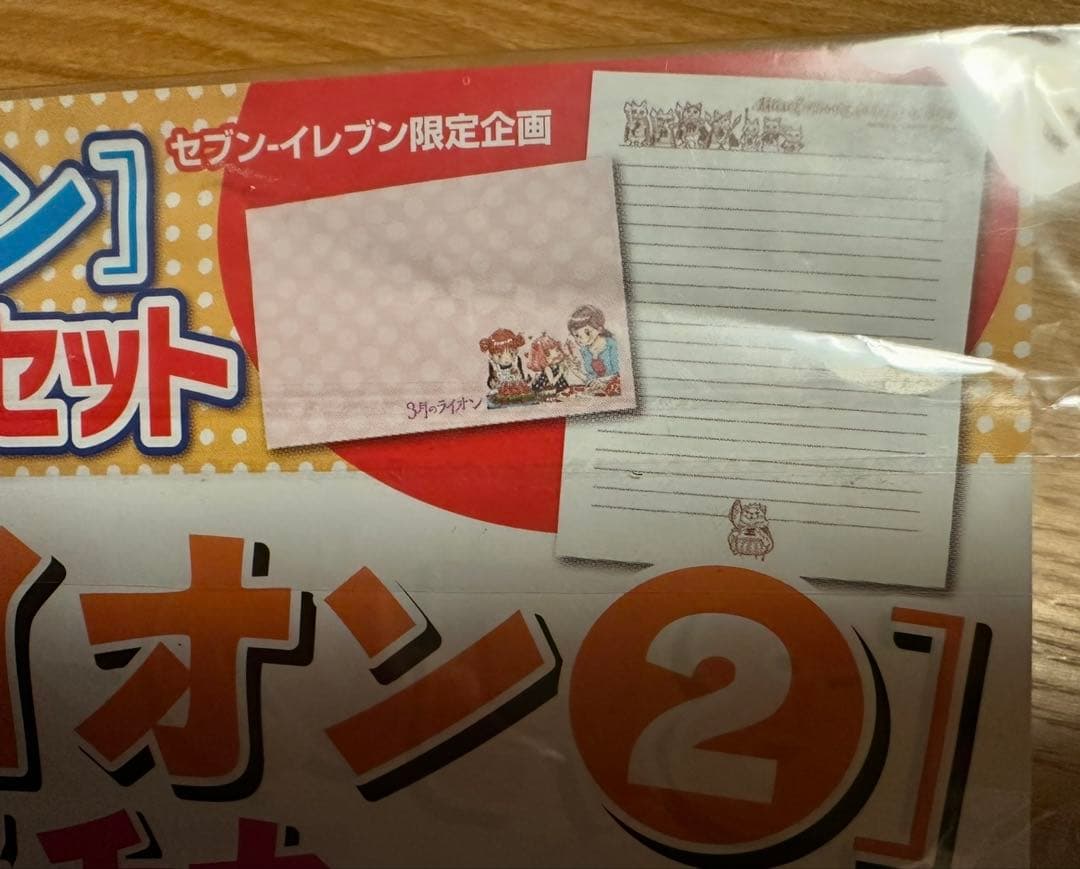 セブン-イレブン限定企画
ン]
セット
3月のライオン
オン2]